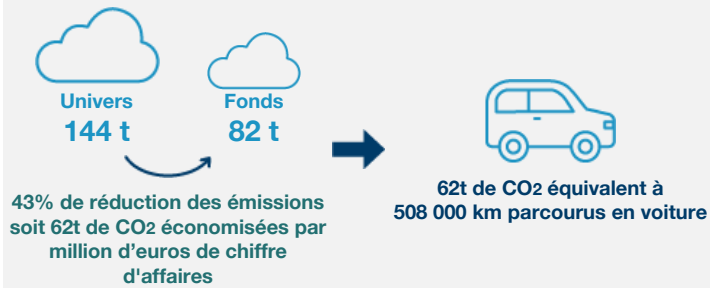 Univers
144 t
Fonds
82 t
43% de réduction des émissions
soit 62t de CO2 économisées par
million d’euros de chiffre
d'affaires
62t de CO2 équivalent à
508 000 km parcourus en voiture